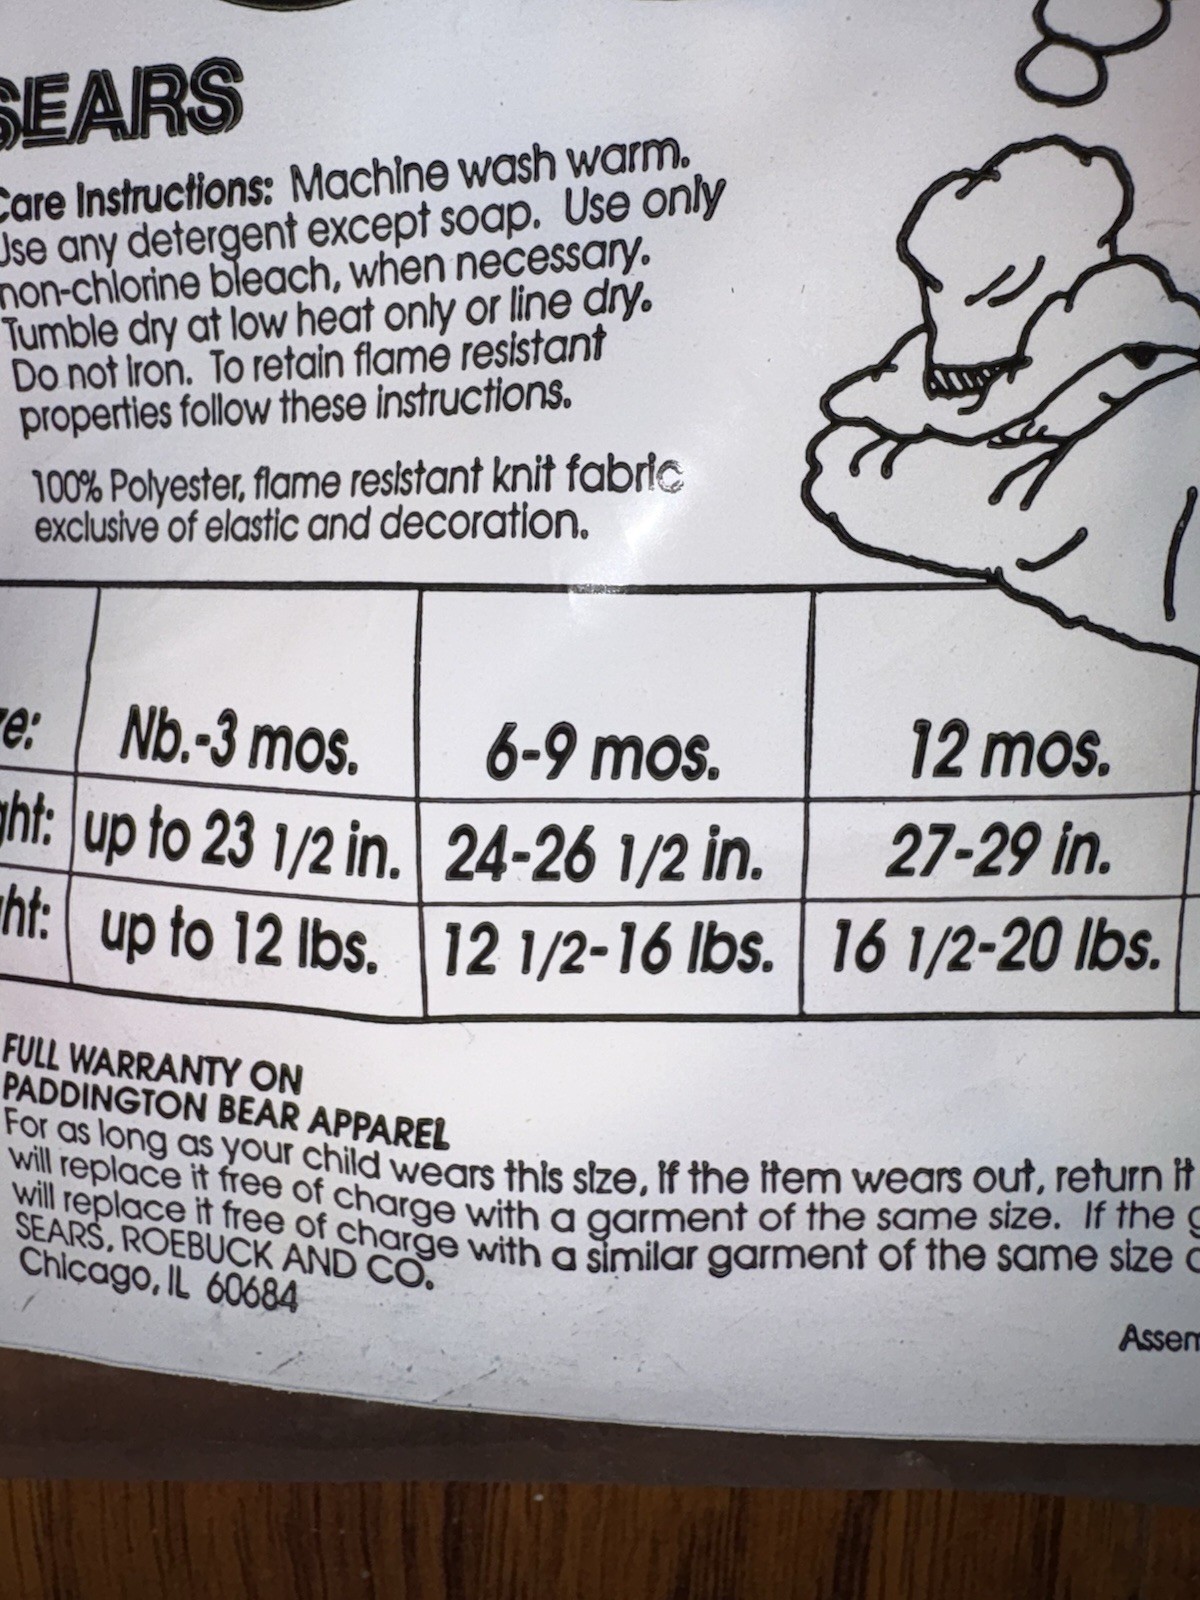 SEARS
Care Instructions: Machine wash warm.
Use any detergent except soap. Use only
non-chlorine bleach, when necessary.
Tumble dry at low heat only or line dry.
Do not iron. To retain flame resistant
properties follow these instructions.
100% Polyester, flame resistant knit fabric
exclusive of elastic and decoration.
Nb.-3 mos. 6-9 mos. 12 mos.
up to 23 1/2 in. 24-26 1/2 in. 27-29 in.
up to 12 lbs. 12 1/2-16 lbs. 16 1/2-20 lbs.
FULL WARRANTY ON
PADDINGTON BEAR APPAREL
For as long as your child wears this size, if the item wears out, return it
will replace it free of charge with a garment of the same size. If the
will replace it free of charge with a similar garment of the same size
SEARS, ROEBUCK AND CO.
Chicago, IL 60684